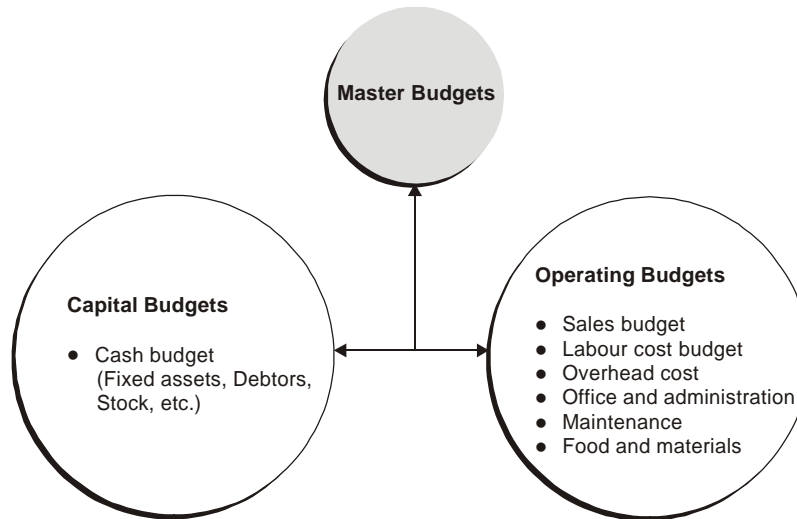 Master Budgets
Capital Budgets
● Cash budget
(Fixed assets, Debtors,
Stock, etc.)
Operating Budgets
● Sales budget
● Labour cost budget
● Overhead cost
● Office and administration
● Maintenance
● Food and materials